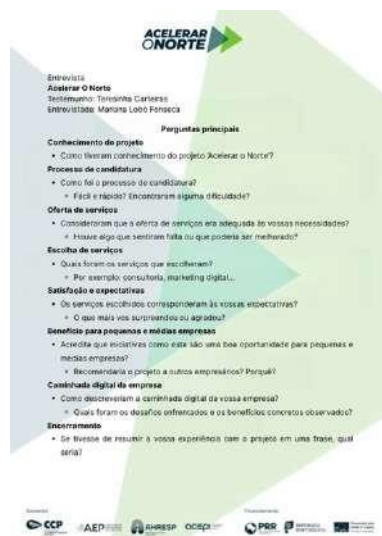 ACELERAR
O NORTE
Entrevista
Acelerar O Norte
Testemunho: Teresinha Carteiras
Entrevistada: Mariana Lobo Fonseca
Perguntas principais
Conhecimento do projeto
• Como tiveram conhecimento do projeto 'Acelerar o Norte'?
Processo de candidatura
• Como foi o processo de candidatura?
◦ Fácil e rápido? Encontraram alguma dificuldade?
Oferta de serviços
• Consideraram que a oferta de serviços era adequada às vossas necessidades?
◦ Houve algo que sentiram falta ou que poderia ser melhorado?
Escolha de serviços
• Quais foram os serviços que escolheram?
◦ Por exemplo: consultoria, marketing digital...
Satisfação e expectativas
• Os serviços escolhidos corresponderam às vossas expectativas?
◦ O que mais vos surpreendeu ou agradou?
Benefício para pequenas e médias empresas
• Acredita que iniciativas como esta são uma boa oportunidade para pequenas e
médias empresas?
◦ Recomendaria o projeto a outros empresários? Porquê?
Caminhada digital da empresa
• Como descreveriam a caminhada digital da vossa empresa?
◦ Quais foram os desafios enfrentados e os benefícios concretos observados?
Encerramento
• Se tivesse de resumir a vossa experiência com o projeto em uma frase, qual
seria?
CCP AEP AHRESP PRR REPÚBLICA
PORTUGUESA